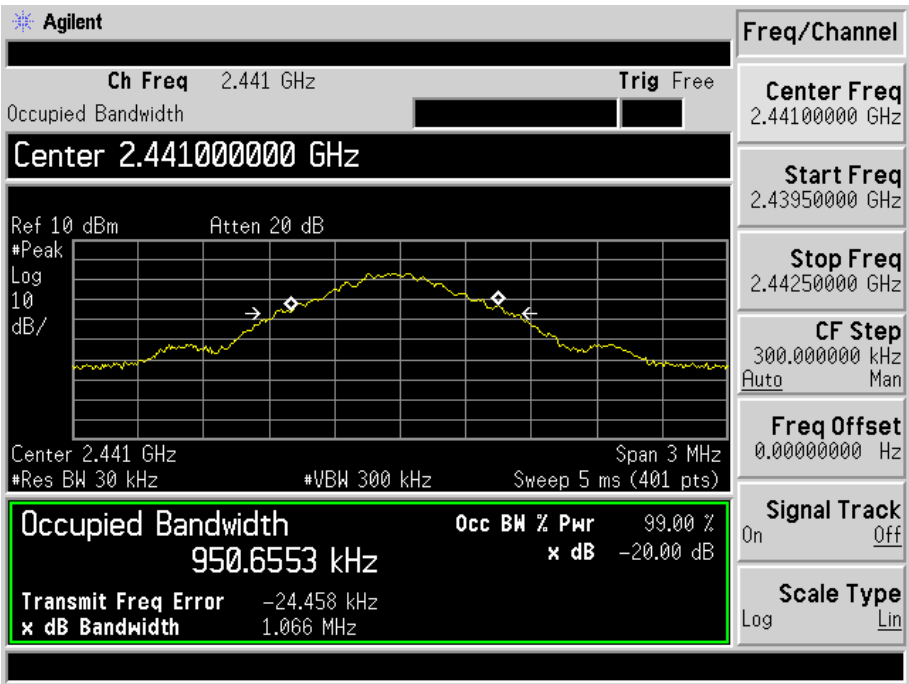 Agilent
Ch Freq 2.441 GHz Trig Free
Occupied Bandwidth
Center 2.441000000 GHz
Ref 10 dBm Atten 20 dB
#Peak
Log
10
dB/
Center 2.441 GHz Span 3 MHz
#Res BW 30 kHz #VBW 300 kHz Sweep 5 ms (401 pts)
Occupied Bandwidth Occ BW % Pwr 99.00 %
950.6553 kHz x dB -20.00 dB
Transmit Freq Error -24.458 kHz
x dB Bandwidth 1.066 MHz
Freq/Channel
Center Freq
2.44100000 GHz
Start Freq
2.43950000 GHz
Stop Freq
2.44250000 GHz
CF Step
300.000000 kHz
Auto Man
Freq Offset
0.00000000 Hz
Signal Track
On Off
Scale Type
Log Lin